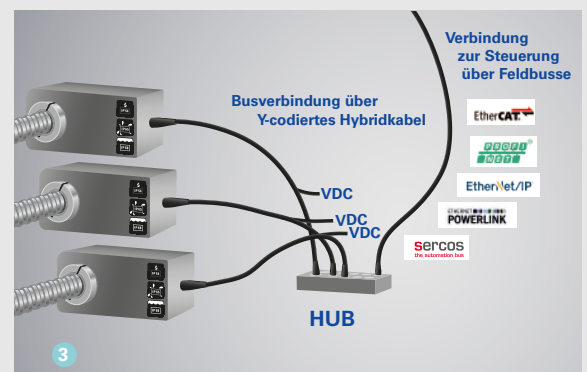 Verbindung
zur Steuerung
über Feldbusse
Busverbindung über
Y-codiertes Hybridkabel
EtherCAT
PROFI
NET
EtherNet/IP
ETHERNET
POWERLINK
sercos
the automation bus
VDC
VDC
VDC
HUB
3